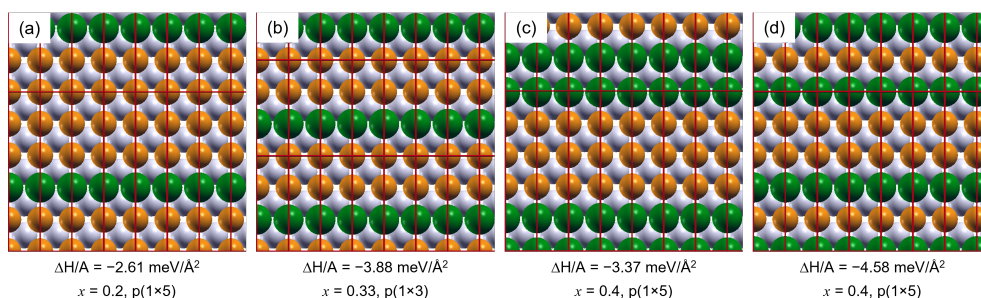 (a) (b) (c) (d)
ΔH/A = −2.61 meV/Å² ΔH/A = −3.88 meV/Å² ΔH/A = −3.37 meV/Å² ΔH/A = −4.58 meV/Å²
x = 0.2, p(1×5) x = 0.33, p(1×3) x = 0.4, p(1×5) x = 0.4, p(1×5)